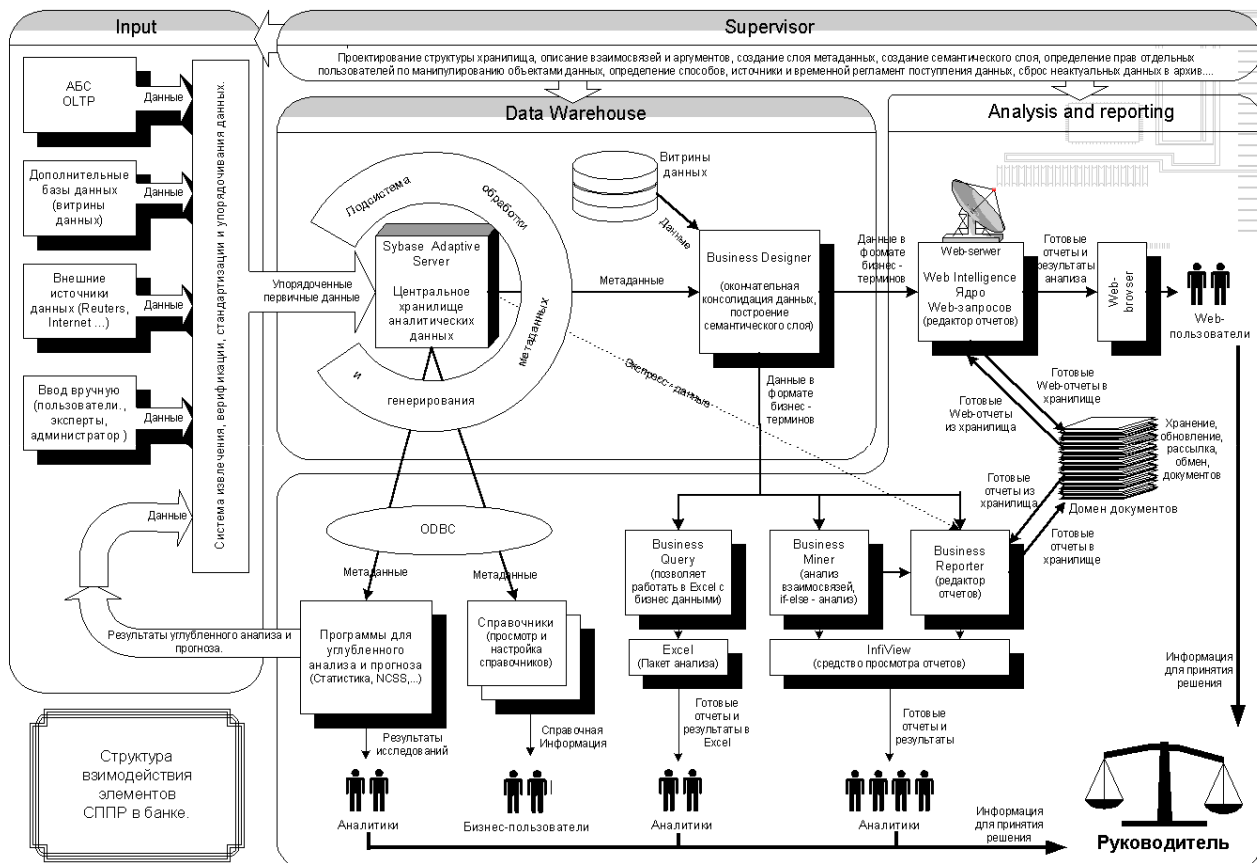 Input
Supervisor
Проектирование структуры хранилища, описание взаимосвязей и аргументов, создание слоя метаданных, создание семантического слоя, определение прав отдельных
пользователей по манипулированию объектами данных, определение способов, источники и временной регламент поступления данных, сброс неактуальных данных в архив....
АБС
OLTP
Данные
Дополнительные
базы данных
(витрины
данных)
Данные
Внешние
источники
данных (Reuters,
Internet ...)
Данные
Ввод вручную
(пользователи.,
эксперты,
администратор )
Данные
Система извлечения, верификации, стандартизации и упорядочивания данных.
Данные
Результаты углубленного анализа и
прогноза.
Структура
взимодействия
элементов
СППР в банке.
Data Warehouse
Подсистема
обработки
и
генерирования
метаданных
Sybase Adaptive
Server
Центральное
хранилище
аналитических
данных
Упорядоченные
первичные данные
Витрины
данных
Данные
Метаданные
Business Designer
(окончательная
консолидация данных,
построение
семантического слоя)
Экспресс - данные
Данные в
формате
бизнес -
терминов
Данные в
формате
бизнес -
терминов
Analysis and reporting
Web-serwer
Web Intelligence
Ядро
Web-запросов
(редактор отчетов)
Готовые
отчеты и
результаты
анализа
Web-
browser
Web-
пользователи
Готовые
Web-отчеты в
хранилище
Готовые
Web-отчеты
из хранилища
Хранение,
обновление,
рассылка,
обмен,
документов
Домен документов
Готовые
отчеты из
хранилища
Готовые
отчеты в
хранилище
ODBC
Метаданные
Метаданные
Программы для
углубленного
анализа и прогноза
(Статистика, NCSS,...)
Справочники
(просмотр и
настройка
справочников)
Business
Query
(позволяет
работать в Excel с
бизнес данными)
Business
Miner
(анализ
взаимосвязей,
if-else - анализ)
Business
Reporter
(редактор
отчетов)
Excel
(Пакет анализа)
InfiView
(средство просмотра отчетов)
Результаты
исследований
Справочная
Информация
Готовые
отчеты и
результаты в
Excel
Готовые
отчеты и
результаты
Аналитики
Бизнес-пользователи
Аналитики
Аналитики
Информация
для принятия
решения
Информация
для принятия
решения
Руководитель